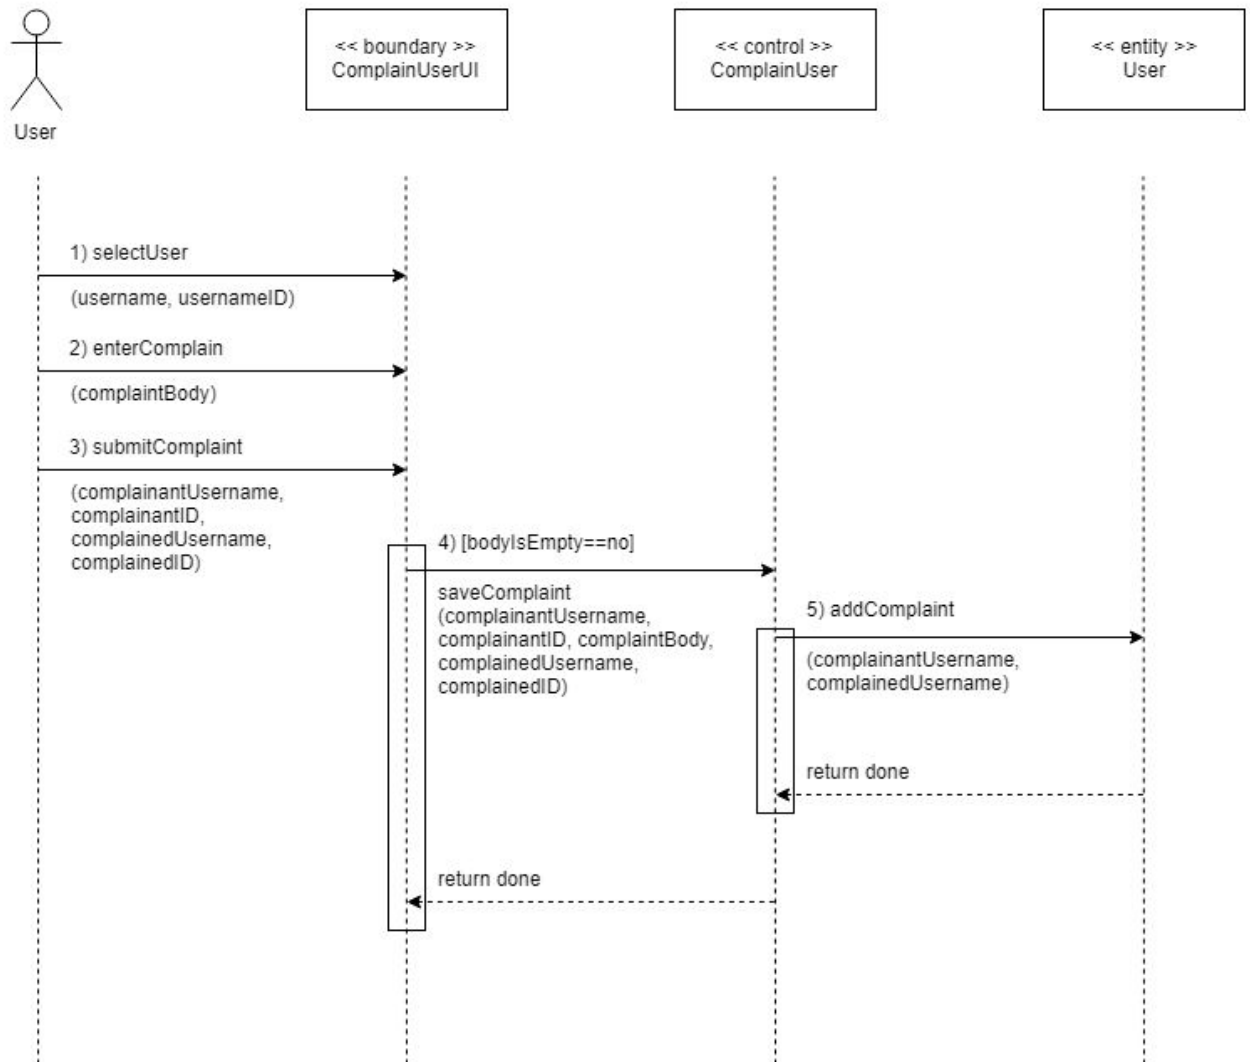 << boundary >>
ComplainUserUI
<< control >>
ComplainUser
<< entity >>
User
User
1) selectUser
(username, usernameID)
2) enterComplain
(complaintBody)
3) submitComplaint
(complainantUsername,
complainantID,
complainedUsername,
complainedID)
4) [bodyIsEmpty==no]
saveComplaint
(complainantUsername,
complainantID, complaintBody,
complainedUsername,
complainedID)
5) addComplaint
(complainantUsername,
complainedUsername)
return done
return done